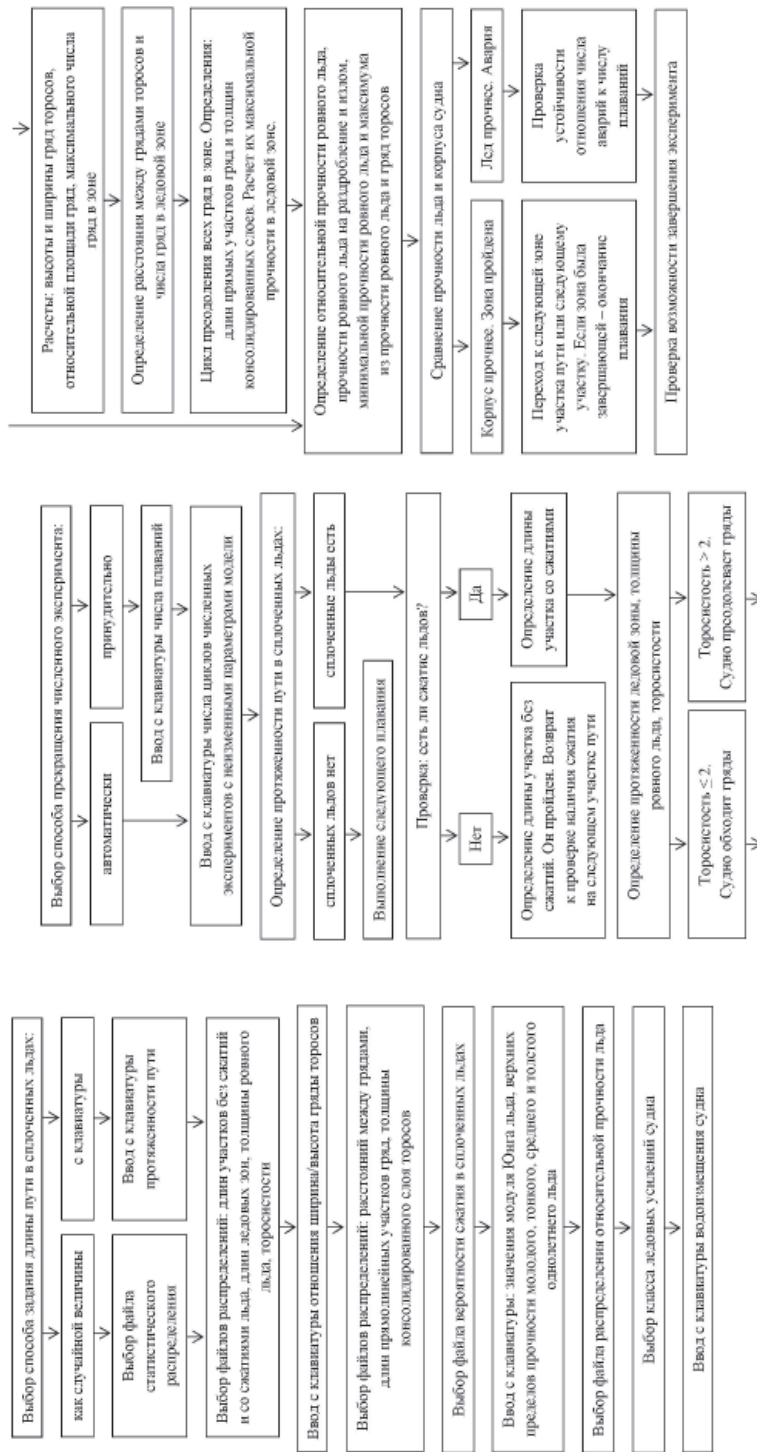 Выбор способа задания длины пути в сплоченных льдах:
как случайной величины
с клавиатуры
Выбор файла
статистического
распределения
Ввод с клавиатуры
протяженности пути
Выбор файлов распределений: длин участков без сжатий
и со сжатиями льда, длин ледовых зон, толщины ровного
льда, торосистости
Ввод с клавиатуры отношения ширина/высота гряды торосов
Выбор файлов распределений: расстояний между грядами,
длин прямолинейных участков гряд, толщины
консолидированного слоя торосов
Выбор файла вероятности сжатия в сплоченных льдах
Ввод с клавиатуры: значения модуля Юнга льда, верхних
пределов прочности молодого, тонкого, среднего и толстого
однолетнего льда
Выбор файла распределения относительной прочности льда
Выбор класса ледовых усилений судна
Ввод с клавиатуры водоизмещения судна
Выбор способа прекращения численного эксперимента:
автоматически
принудительно
Ввод с клавиатуры числа плаваний
Ввод с клавиатуры числа циклов численных
экспериментов с неизменными параметрами модели
Определение протяженности пути в сплоченных льдах:
сплоченных льдов нет
сплоченные льды есть
Выполнение следующего плавания
Проверка: есть ли сжатие льдов?
Нет
Да
Определение длины участка без
сжатий. Он пройден. Возврат
к проверке наличия сжатия
на следующем участке пути
Определение длины
участка со сжатиями
Определение протяженности ледовой зоны, толщины
ровного льда, торосистости
Торосистость ≤ 2.
Судно обходит гряды
Торосистость > 2.
Судно преодолевает гряды
Расчеты: высоты и ширины гряд торосов,
относительной площади гряд, максимального числа
гряд в зоне
Определение расстояния между грядами торосов и
числа гряд в ледовой зоне
Цикл преодоления всех гряд в зоне. Определения:
длин прямых участков гряд и толщин
консолидированных слоев. Расчет их максимальной
прочности в ледовой зоне.
Определение относительной прочности ровного льда,
прочности ровного льда на раздробление и излом,
минимальной прочности ровного льда и максимума
из прочности ровного льда и гряд торосов
Сравнение прочности льда и корпуса судна
Корпус прочнее. Зона пройдена
Лед прочнее. Авария
Переход к следующей зоне
участка пути или следующему
участку. Если зона была
завершающей – окончание
плавания
Проверка
устойчивости
отношения числа
аварий к числу
плаваний
Проверка возможности завершения эксперимента